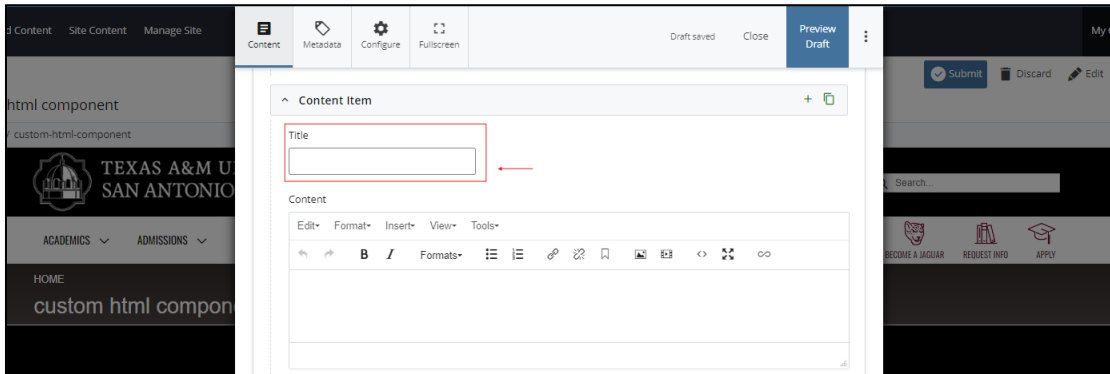 d Content Site Content Manage Site
Content Metadata Configure Fullscreen
Draft saved Close Preview Draft
My
Submit Discard Edit
html component
/ custom-html-component
Content Item
Title
Content
Edit Format Insert View Tools
B I Formats
TEXAS A&M U
SAN ANTONIO
Search...
ACADEMICS ADMISSIONS
BECOME A JAGUAR REQUEST INFO APPLY
HOME
custom html compon